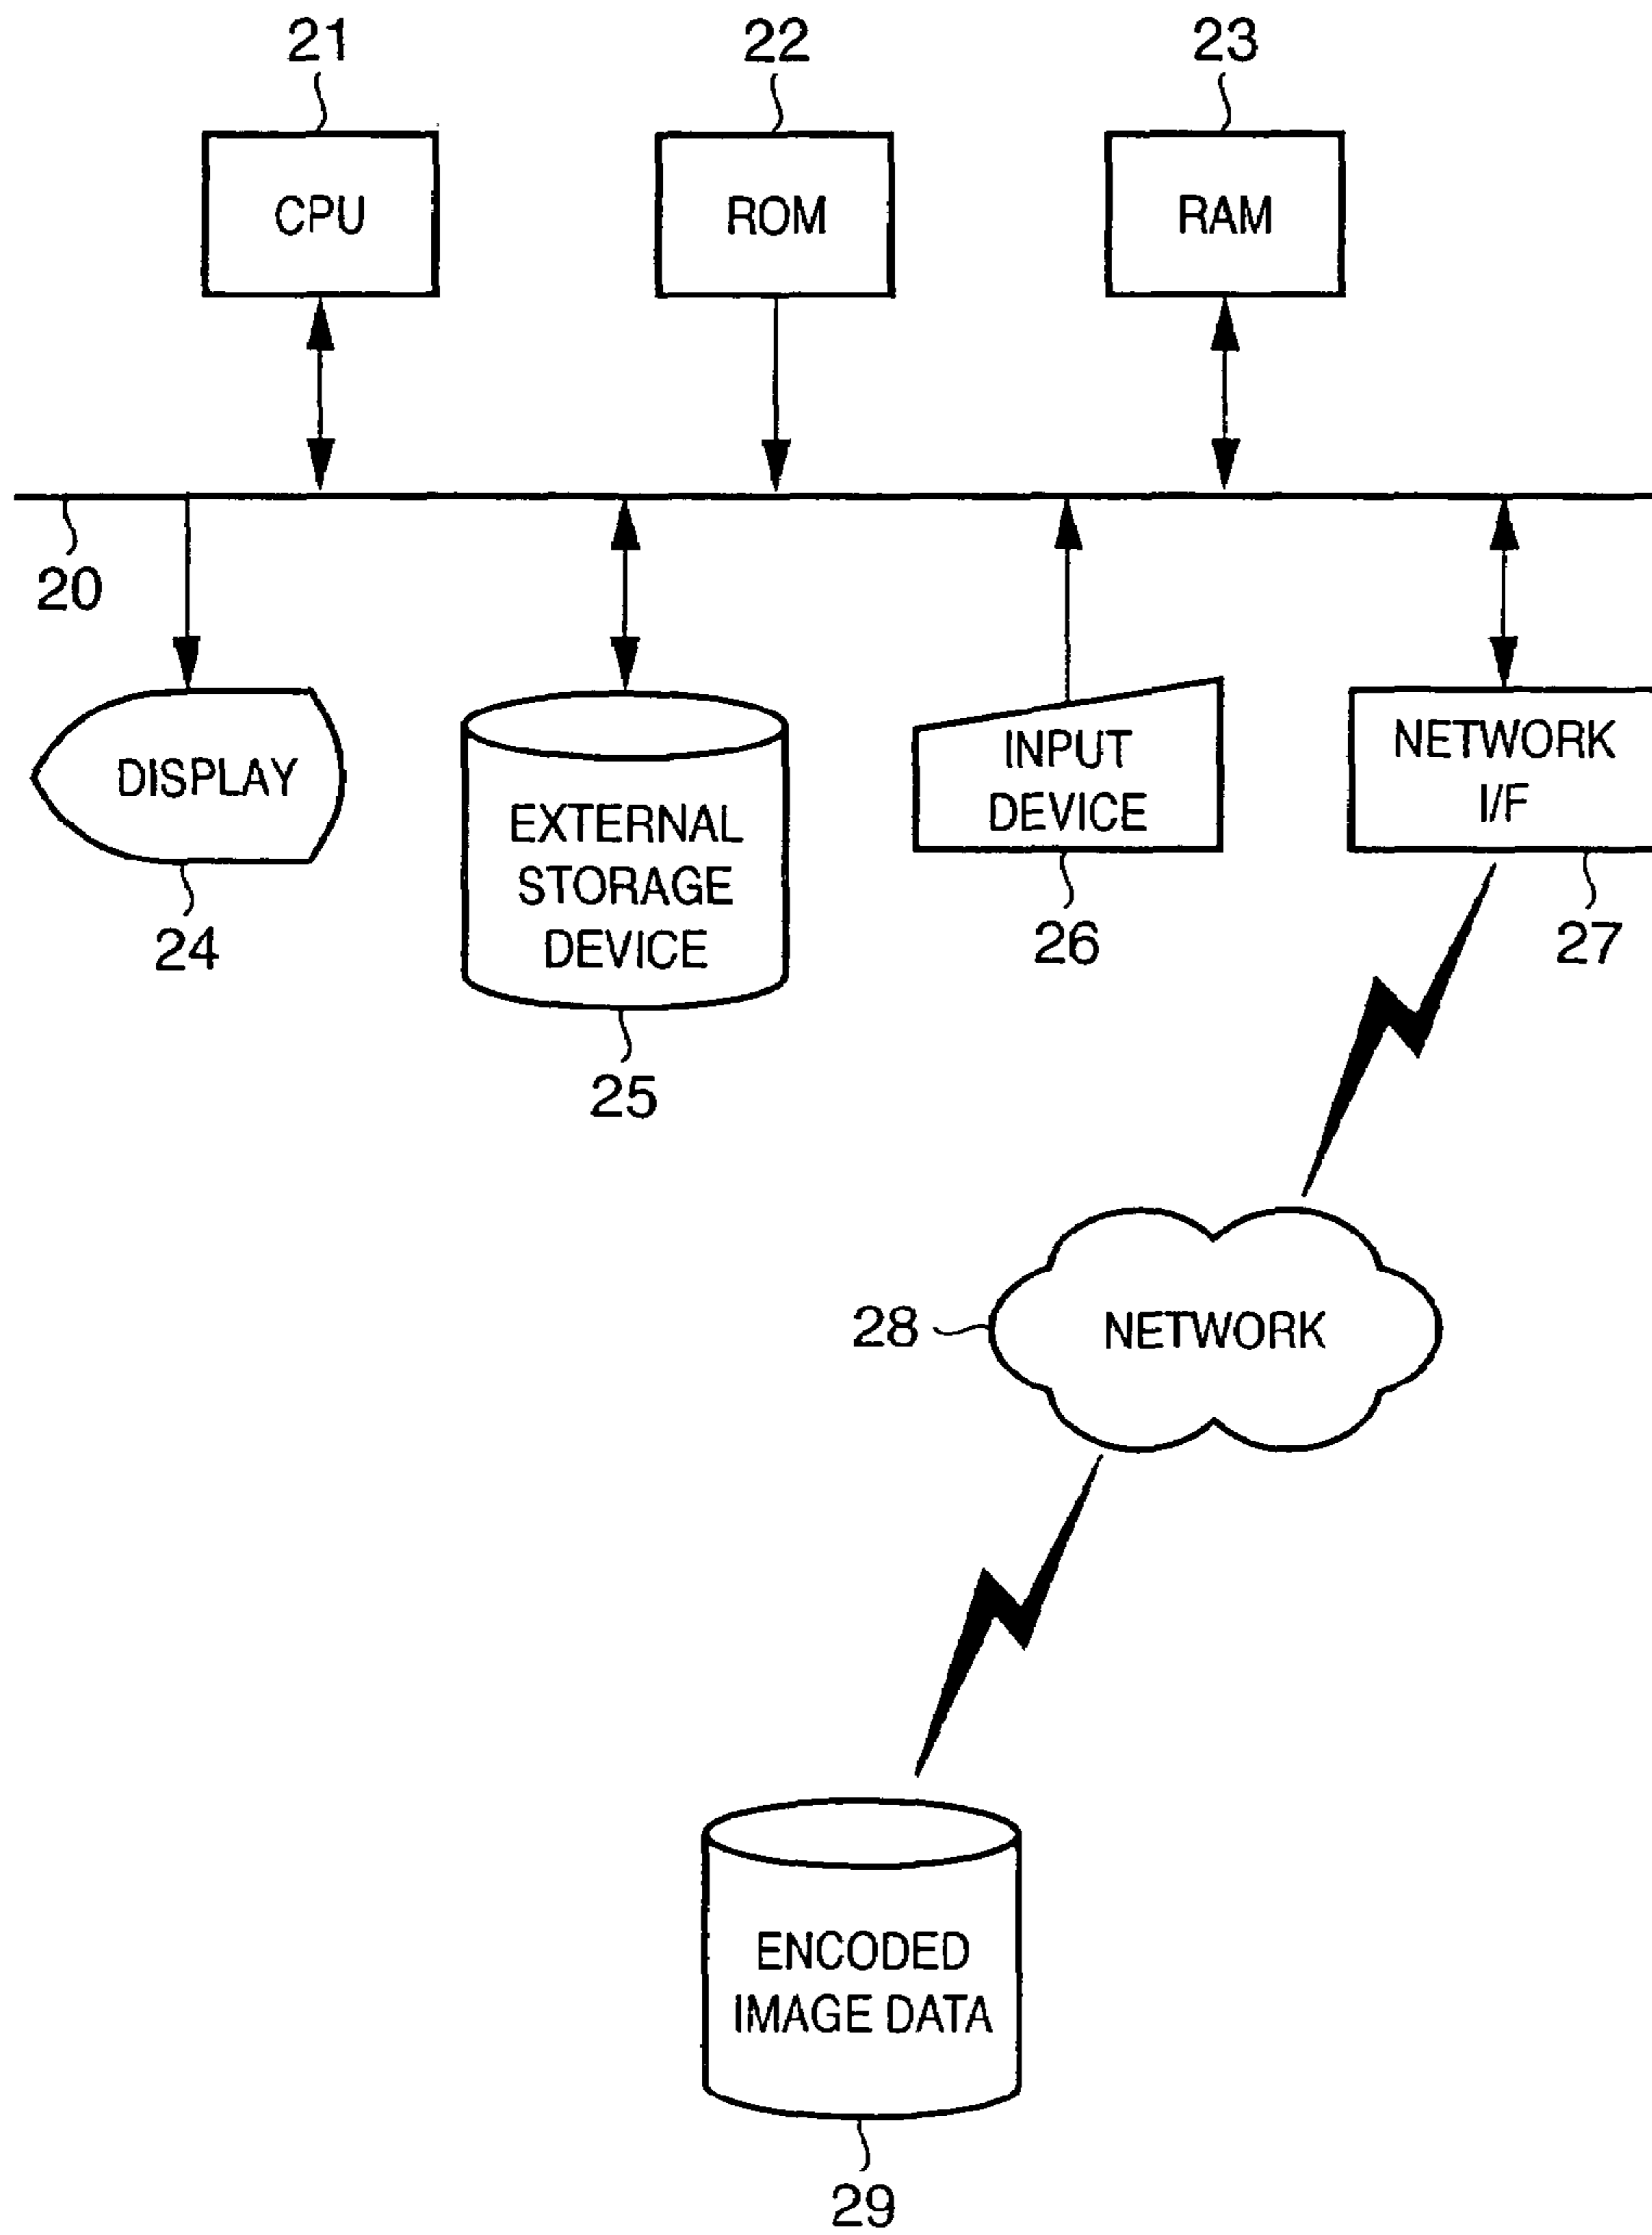 21
22
23
CPU
ROM
RAM
20
DISPLAY
24
EXTERNAL
STORAGE
DEVICE
25
INPUT
DEVICE
26
NETWORK
I/F
27
28
NETWORK
ENCODED
IMAGE DATA
29